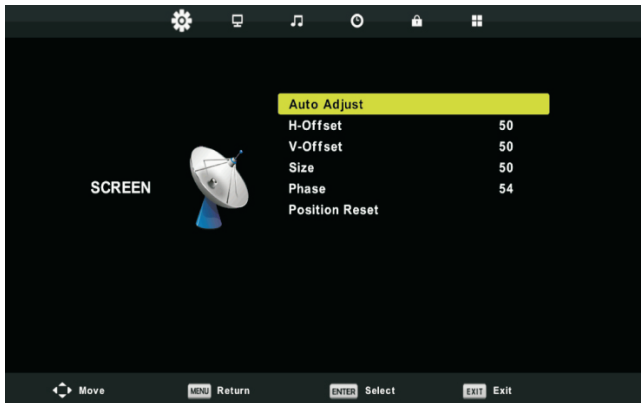 Auto Adjust
H-Offset 50
V-Offset 50
Size 50
SCREEN
Phase 54
Position Reset
Move MENU Return ENTER Select EXIT Exit